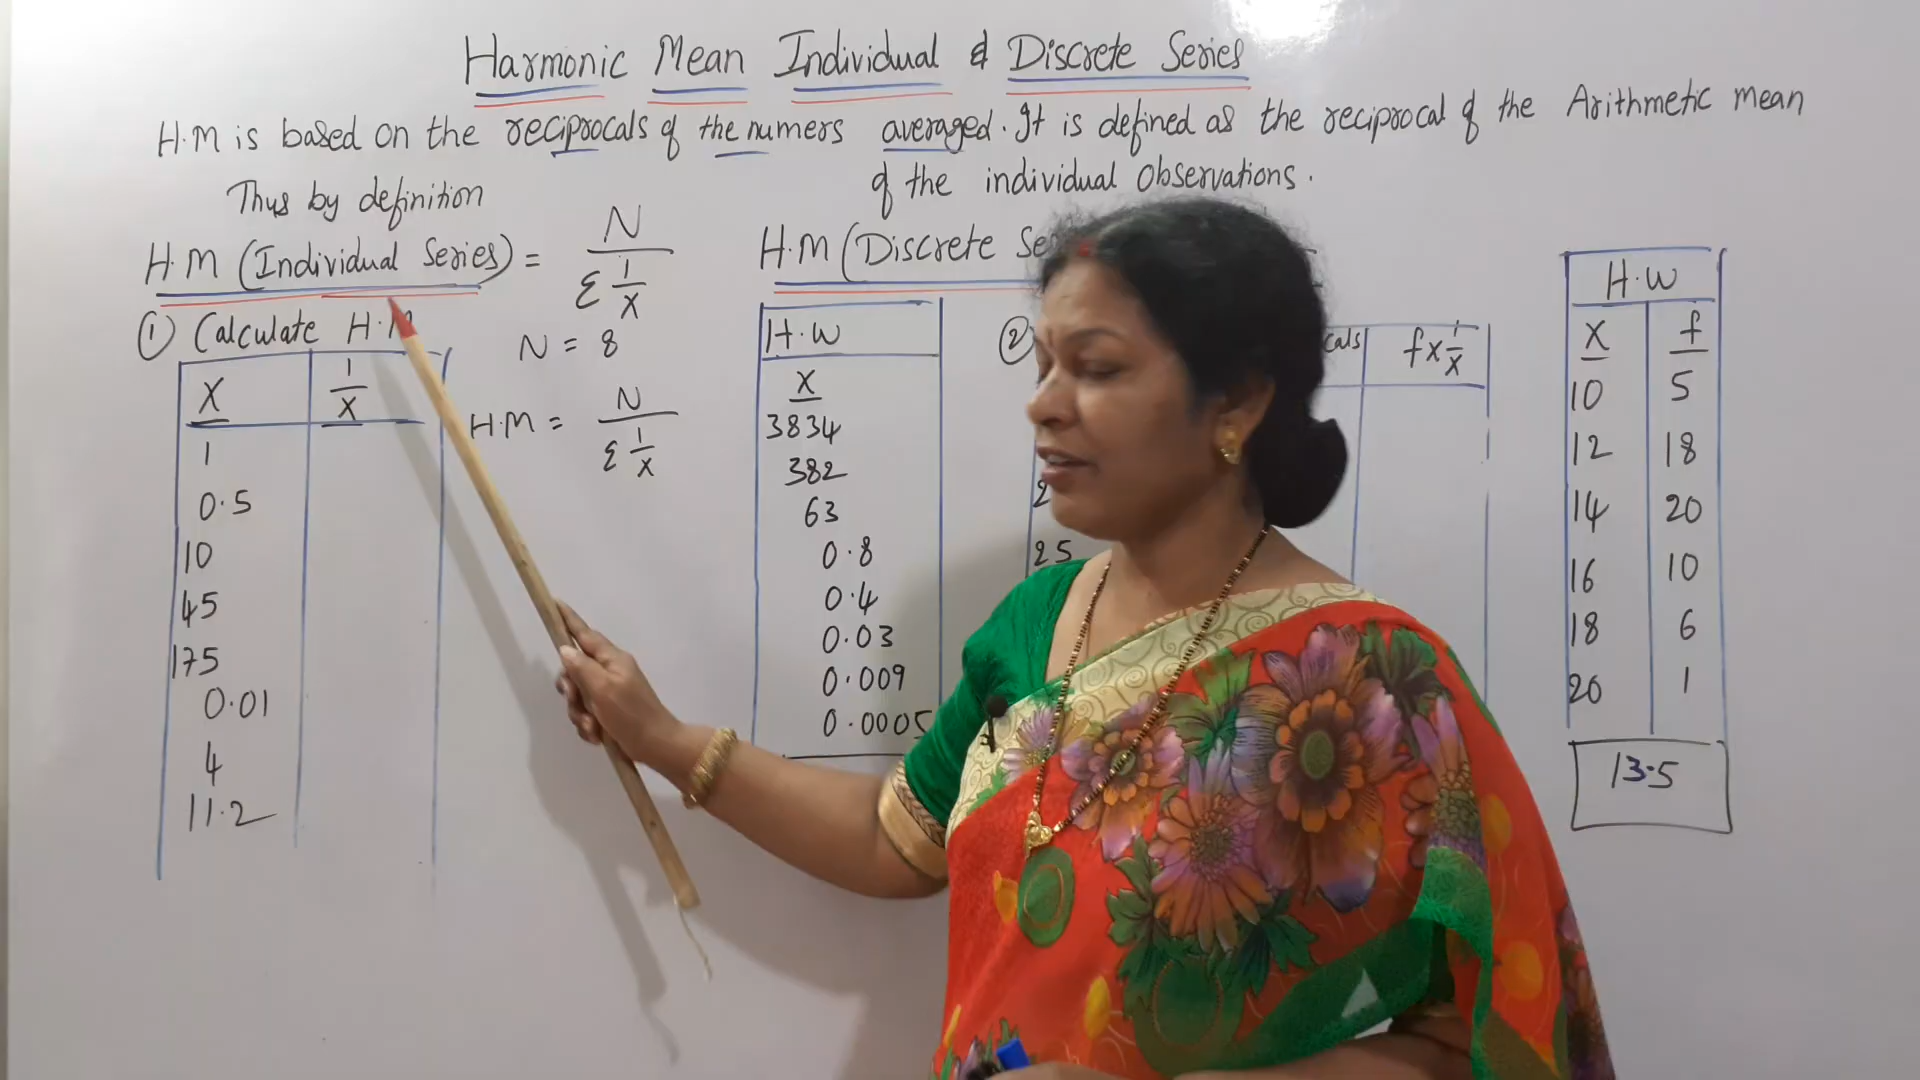 Harmonic Mean Individual & Discrete Series
H.M is based on the reciprocals of the numers averaged. It is defined as the reciprocal of the Arithmetic mean
of the individual Observations.
Thus by definition
H.M (Individual Series) = N / Σ 1/X
① Calculate H.M
X 1/X
1
0.5
10
45
175
0.01
4
11.2
N = 8
H.M = N / Σ 1/X
H.M (Discrete Se
H.W
X
3834
382
63
0.8
0.4
0.03
0.009
0.0005
②
cals f x 1/X
2
25
H.W
X f
10 5
12 18
14 20
16 10
18 6
20 1
13.5